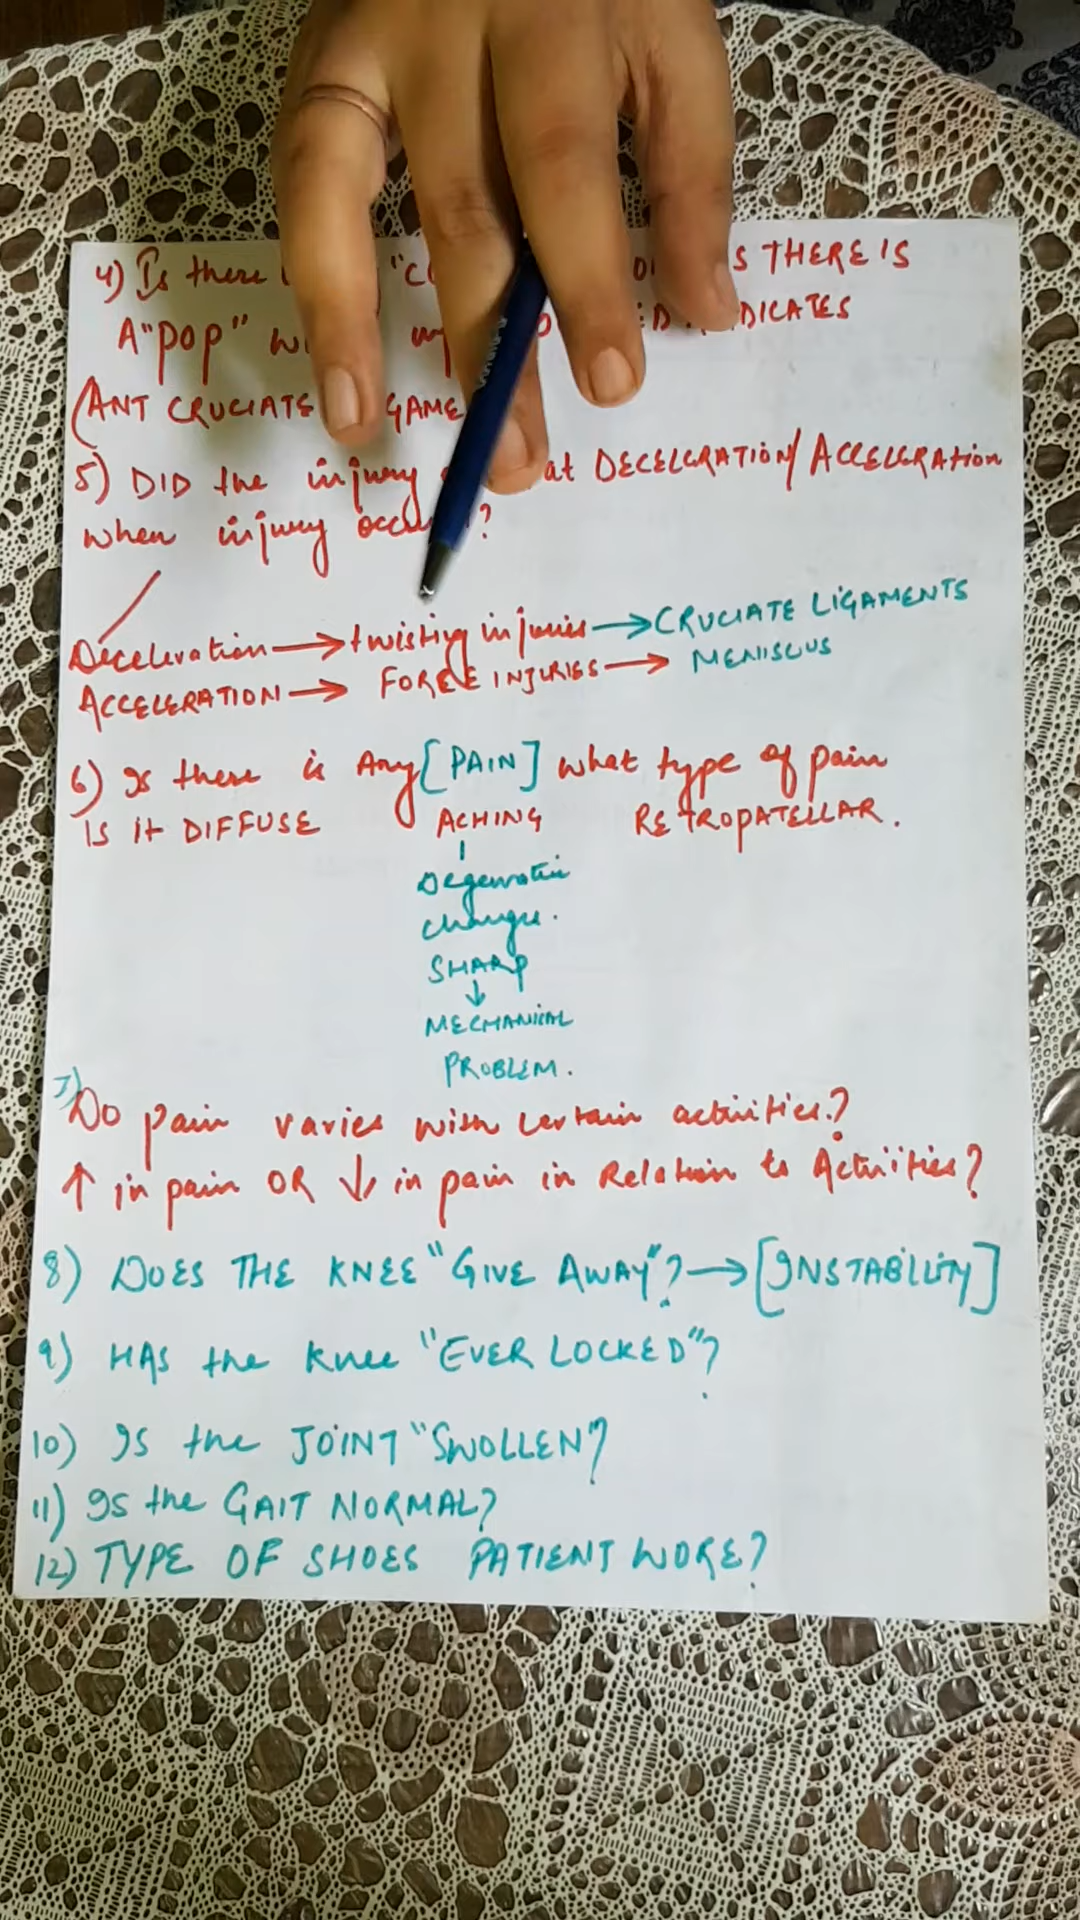 4) Is there "C S THERE IS
A "pop" DICATES
(ANT CRUCIATE GAME
5) DID the injury at DECELERATION/ ACCELERATION
when injury occur ?
Deceleration → twisting injuries → CRUCIATE LIGAMENTS
ACCELERATION → FORCE INJURIES → MENISCUS
6) Is there is Any [PAIN] what type of pain
IS it DIFFUSE ACHING RETROPATELLAR.
Degenerative
changes.
SHARP
↓
MECHANICAL
PROBLEM.
7) Do pain varies with certain activities?
↑ in pain OR ↓ in pain in Relation to Activities?
8) DOES THE KNEE "GIVE AWAY"? → [INSTABILITY]
9) HAS the knee "EVER LOCKED"?
10) IS the JOINT "SWOLLEN"?
11) IS the GAIT NORMAL?
12) TYPE OF SHOES PATIENT WORE?